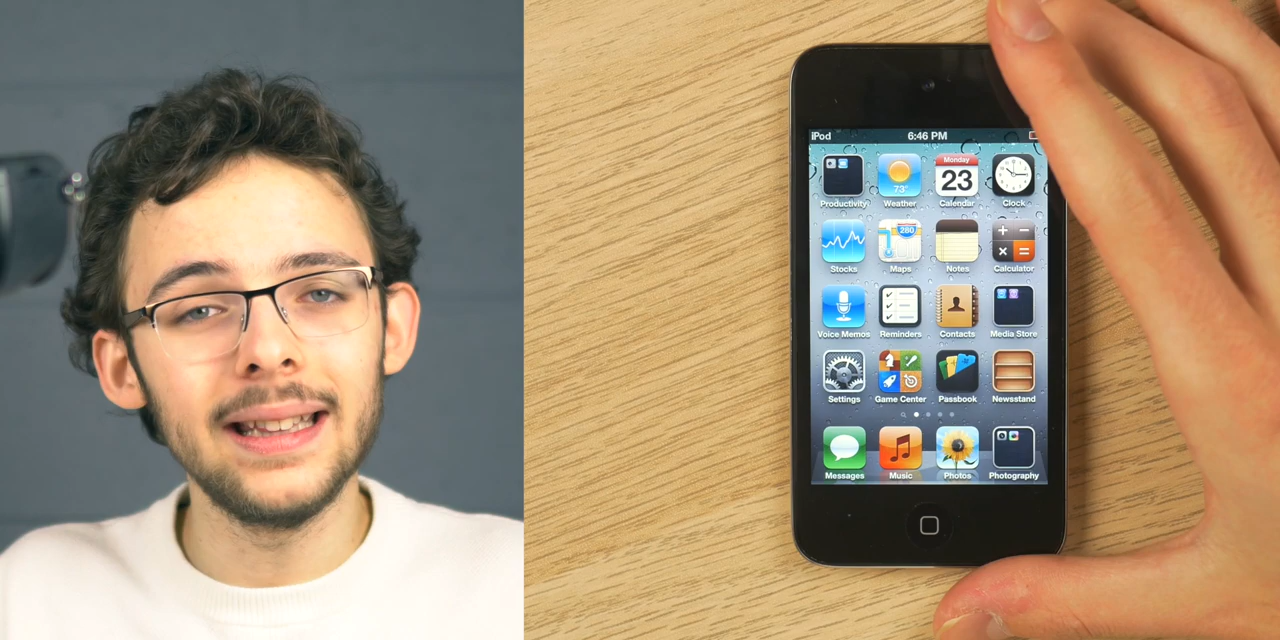 iPod 6:46 PM
73°
Monday
23
Productivity Weather Calendar Clock
280
Stocks Maps Notes Calculator
Voice Memos Reminders Contacts Media Store
Settings Game Center Passbook Newsstand
Messages Music Photos Photography